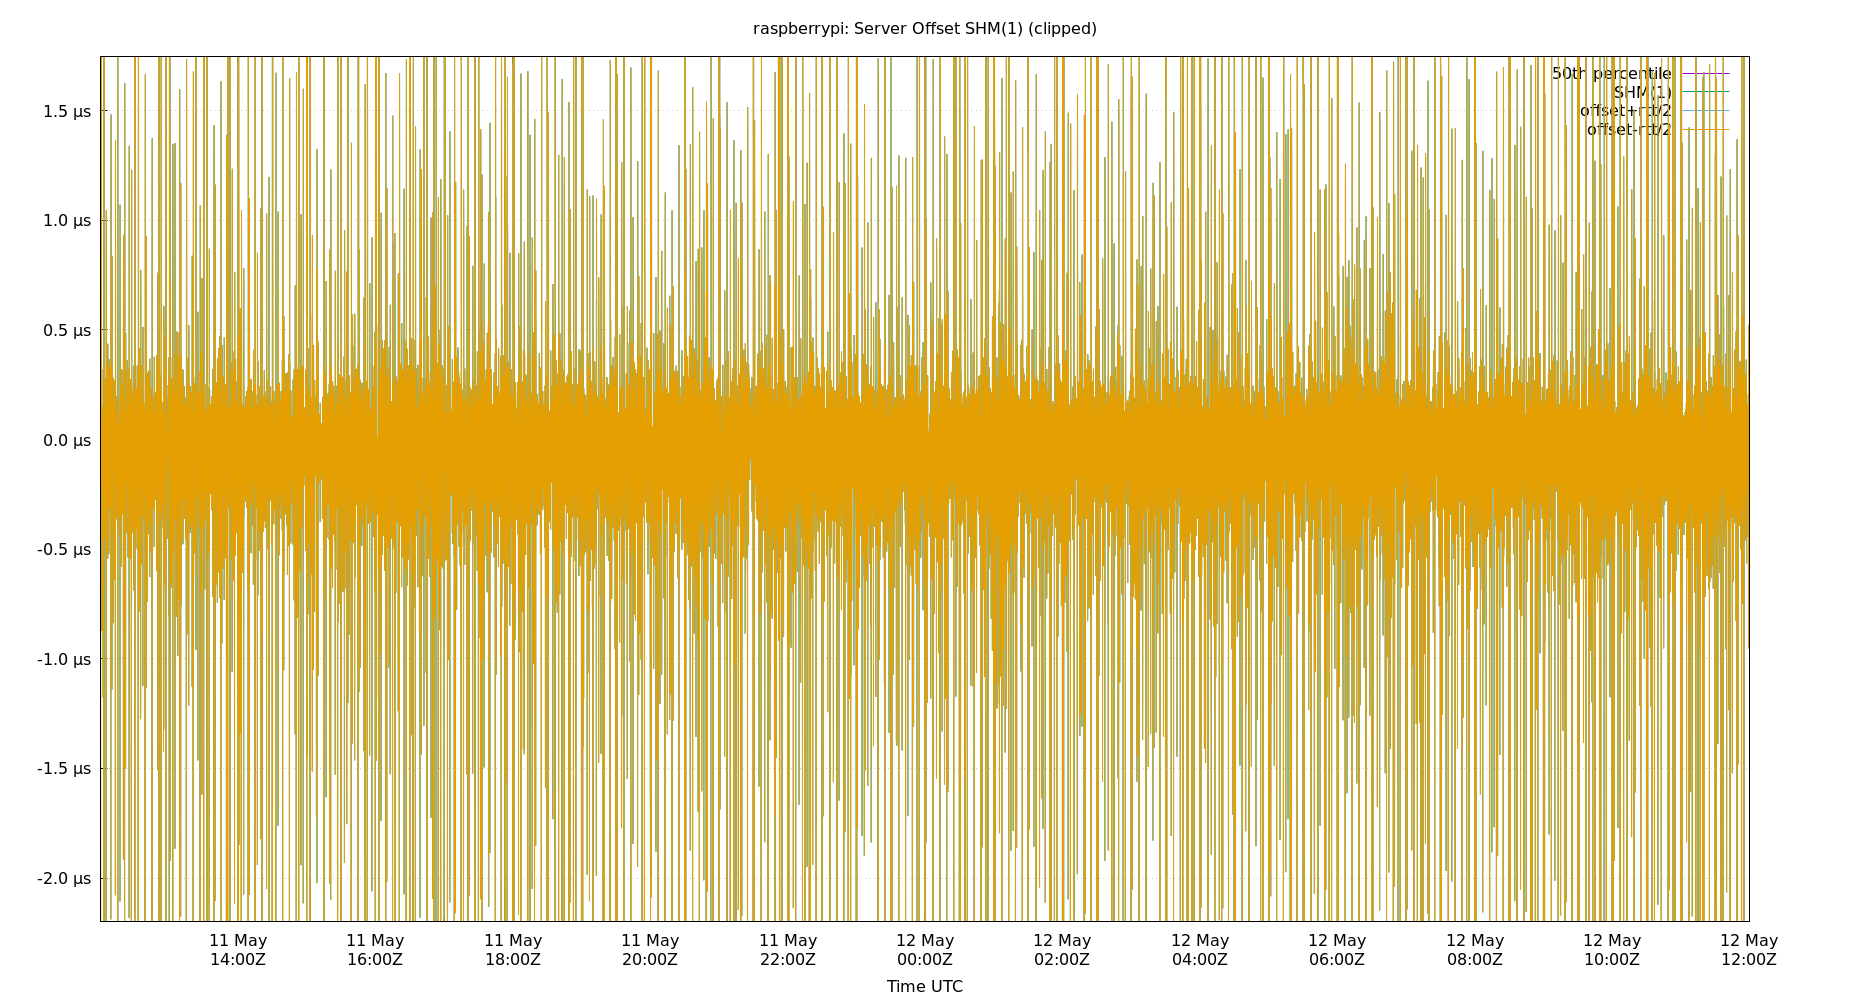 raspberrypi: Server Offset SHM(1) (clipped)
50th percentile
SHM(1)
offset+rtt/2
offset-rtt/2
1.5 µs
1.0 µs
0.5 µs
0.0 µs
-0.5 µs
-1.0 µs
-1.5 µs
-2.0 µs
11 May 11 May 11 May 11 May 11 May 12 May 12 May 12 May 12 May 12 May 12 May 12 May
14:00Z 16:00Z 18:00Z 20:00Z 22:00Z 00:00Z 02:00Z 04:00Z 06:00Z 08:00Z 10:00Z 12:00Z
Time UTC